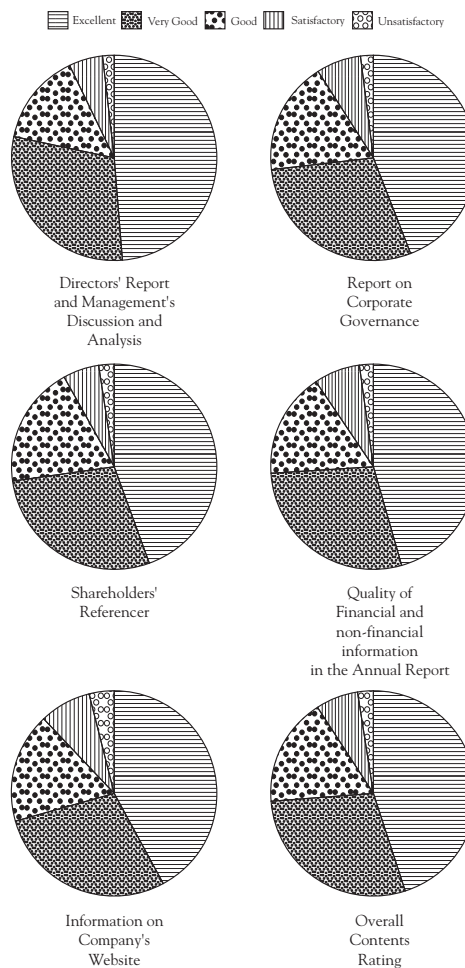 Excellent Very Good Good Satisfactory Unsatisfactory
Directors' Report
and Management's
Discussion and
Analysis
Report on
Corporate
Governance
Shareholders'
Referencer
Quality of
Financial and
non-financial
information
in the Annual Report
Information on
Company's
Website
Overall
Contents
Rating